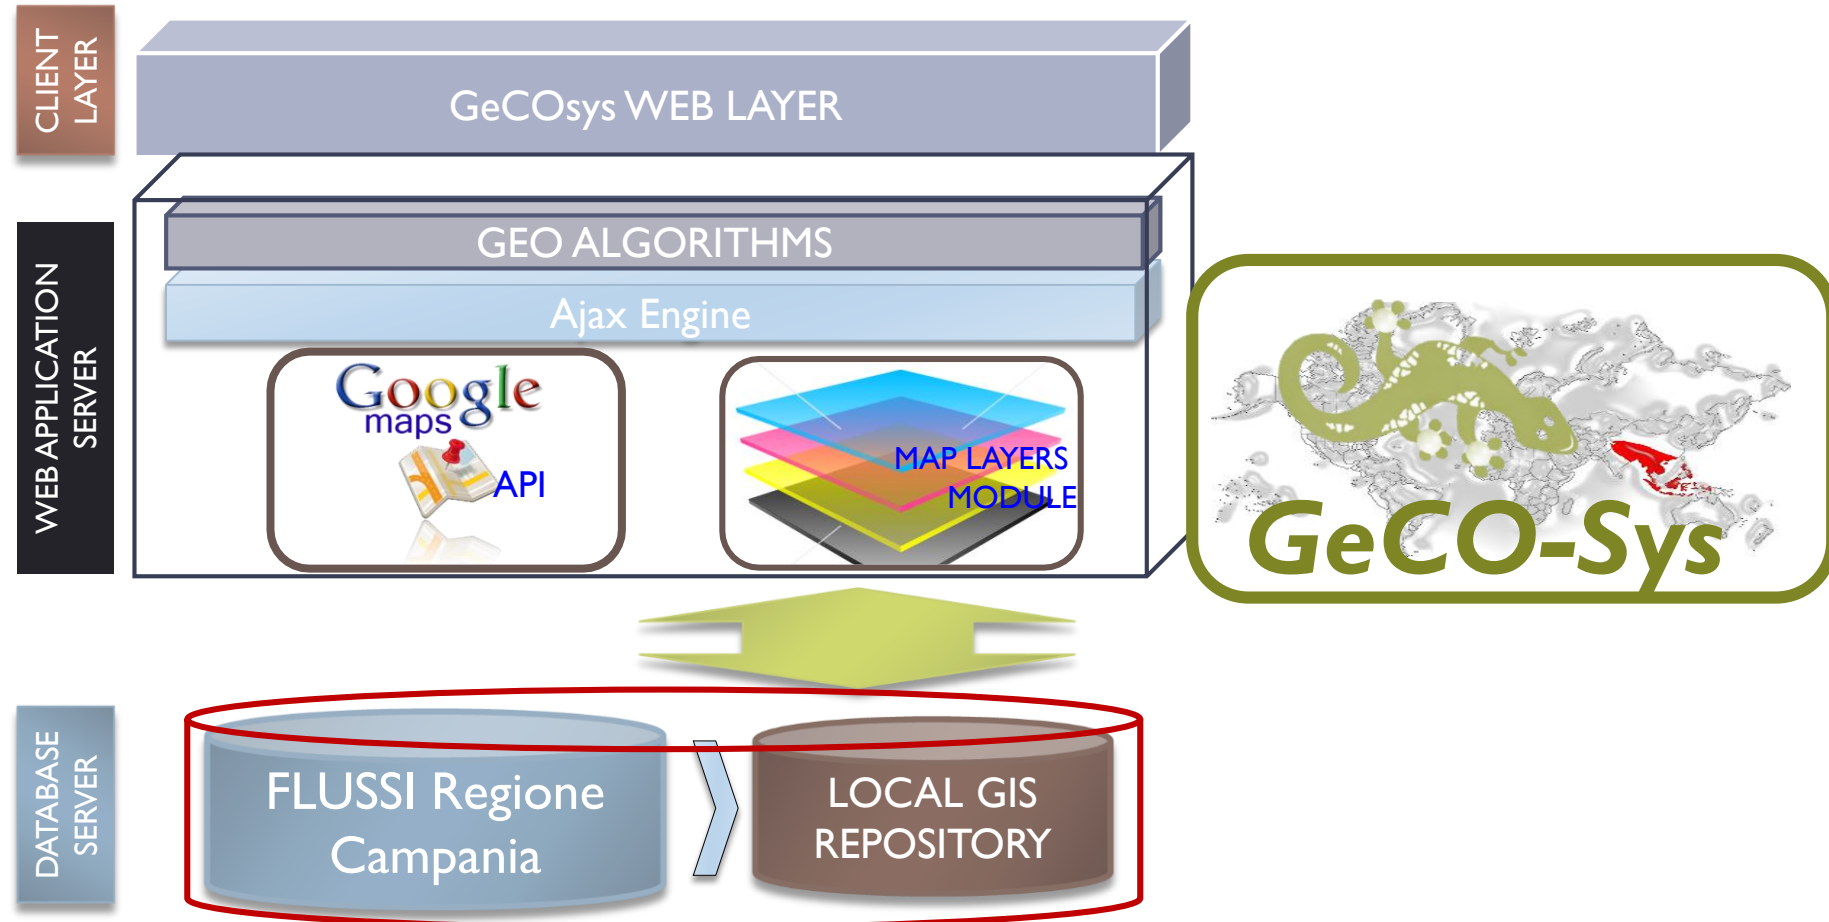 CLIENT
LAYER
GeCOsys WEB LAYER
WEB APPLICATION
SERVER
GEO ALGORITHMS
Ajax Engine
Google
maps
API
MAP LAYERS
MODULE
GeCO-Sys
DATABASE
SERVER
FLUSSI Regione
Campania
LOCAL GIS
REPOSITORY